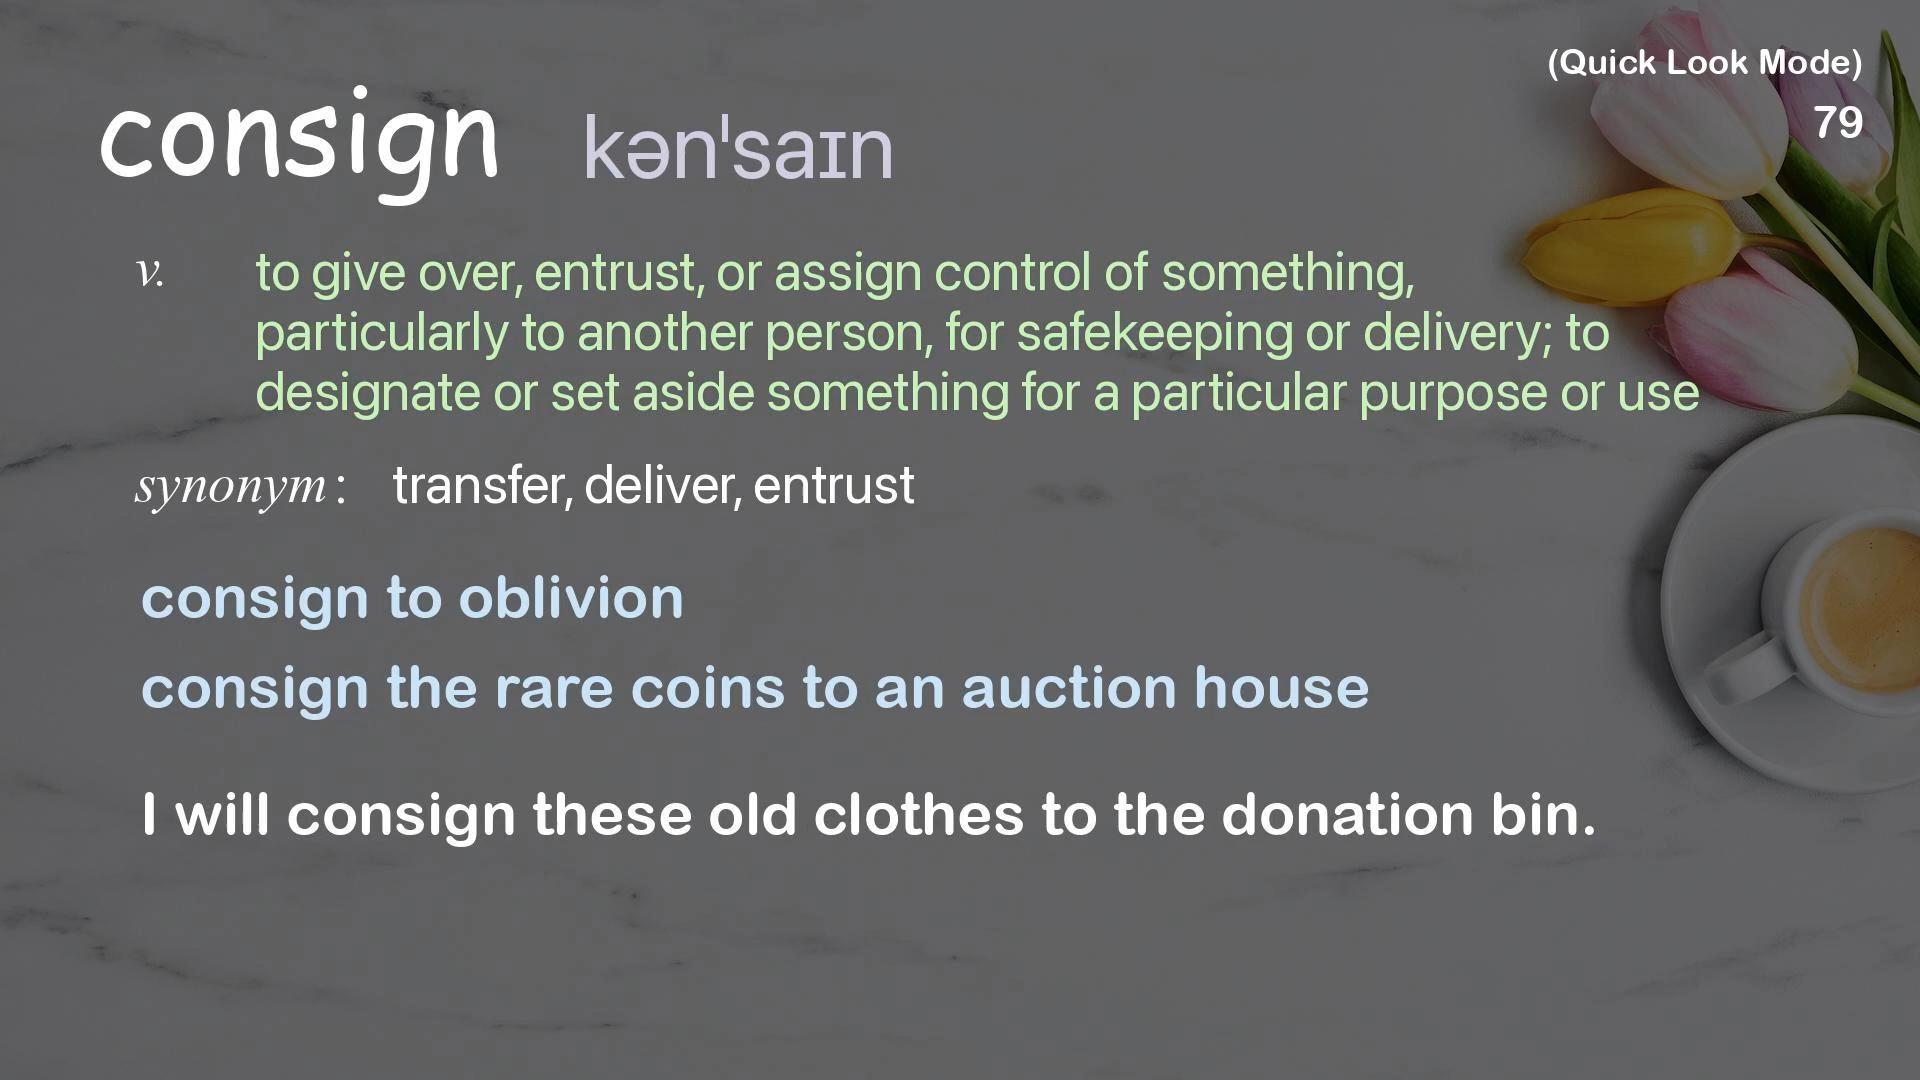 (Quick Look Mode)
79
consign kən'saɪn
v. to give over, entrust, or assign control of something,
particularly to another person, for safekeeping or delivery; to
designate or set aside something for a particular purpose or use
synonym : transfer, deliver, entrust
consign to oblivion
consign the rare coins to an auction house
I will consign these old clothes to the donation bin.